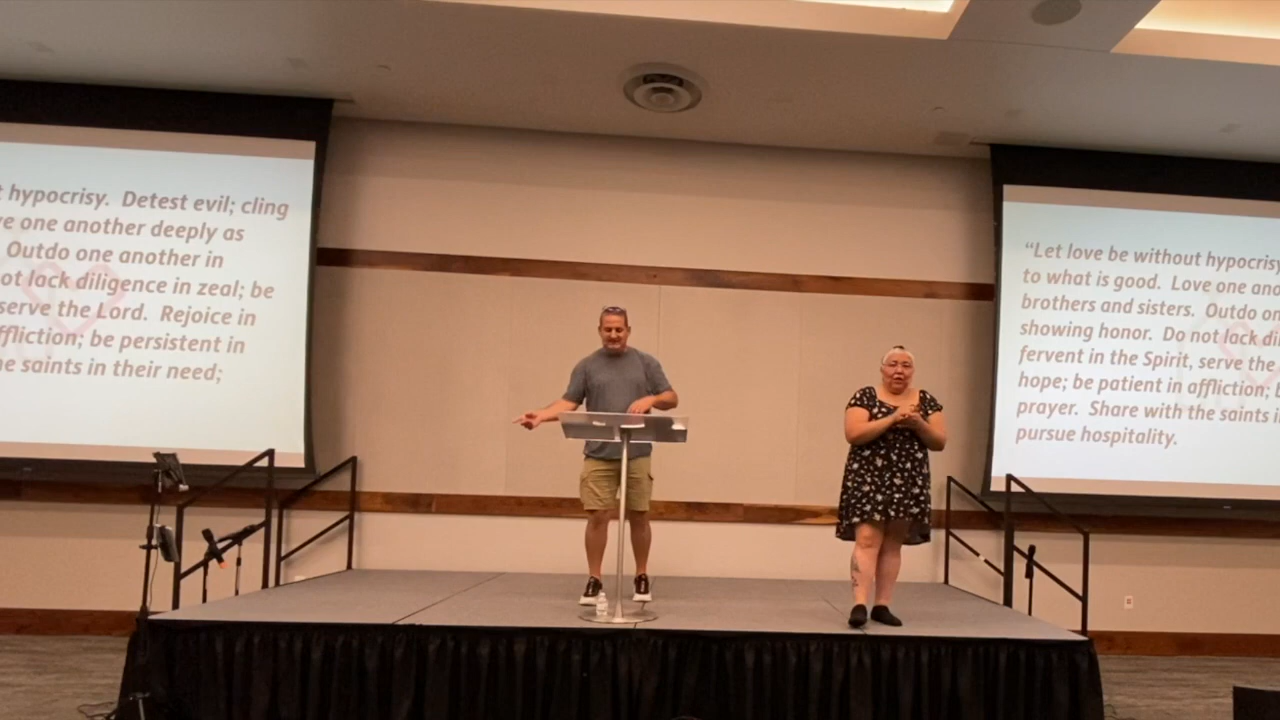 hypocrisy. Detest evil; cling
one another deeply as
Outdo one another in
lack diligence in zeal; be
serve the Lord. Rejoice in
be persistent in
saints in their need;
“Let love be without hypocrisy
to what is good. Love one
brothers and sisters. Outdo
showing honor. Do not lack
fervent in the Spirit, serve the
hope; be patient in affliction;
prayer. Share with the saints
pursue hospitality.